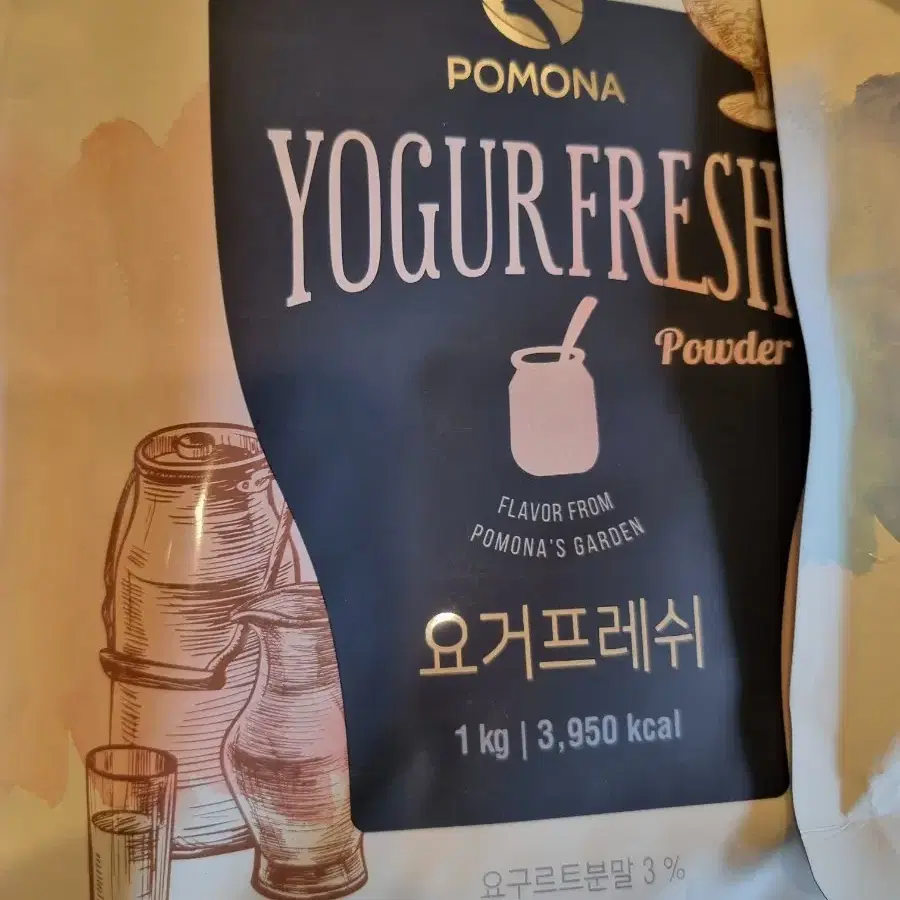 POMONA
YOGURFRESH
Powder
FLAVOR FROM
POMONA'S GARDEN
요거프레쉬
1 kg | 3,950 kcal
요구르트분말 3 %